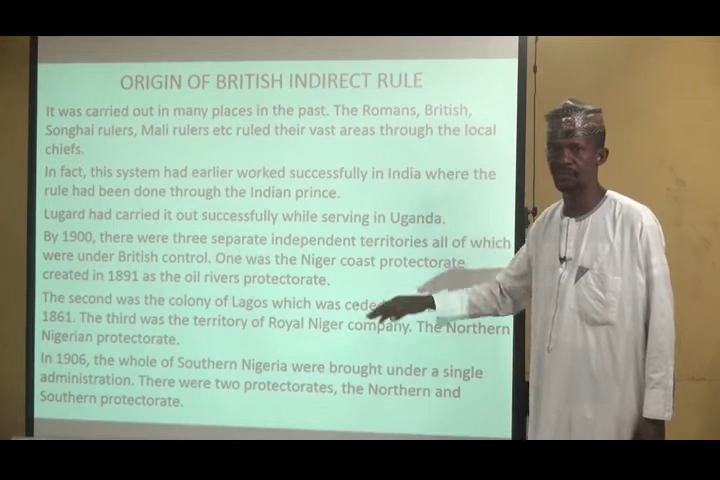 ORIGIN OF BRITISH INDIRECT RULE
It was carried out in many places in the past. The Romans, British,
Songhai rulers, Mali rulers etc ruled their vast areas through the local
chiefs.
In fact, this system had earlier worked successfully in India where the
rule had been done through the Indian prince.
Lugard had carried it out successfully while serving in Uganda.
By 1900, there were three separate independent territories all of which
were under British control. One was the Niger coast protectorate
created in 1891 as the oil rivers protectorate.
The second was the colony of Lagos which was
1861. The third was the territory of Royal Niger company. The Northern
Nigerian protectorate.
In 1906, the whole of Southern Nigeria were brought under a single
administration. There were two protectorates, the Northern and
Southern protectorate.